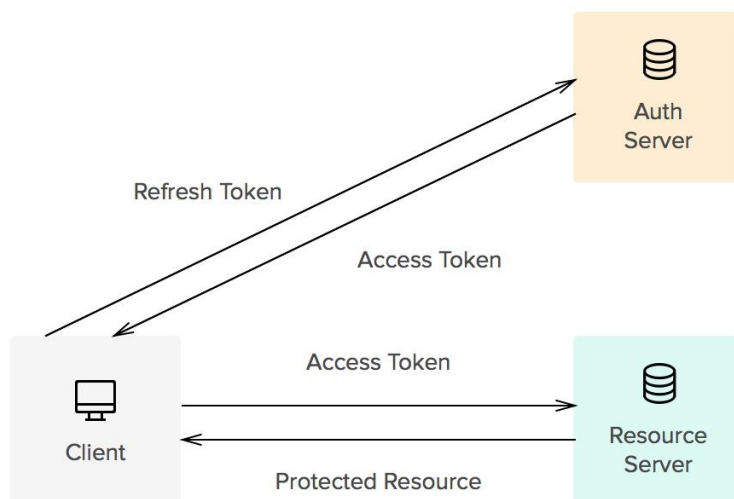 Auth
Server
Refresh Token
Access Token
Access Token
Client
Resource
Server
Protected Resource